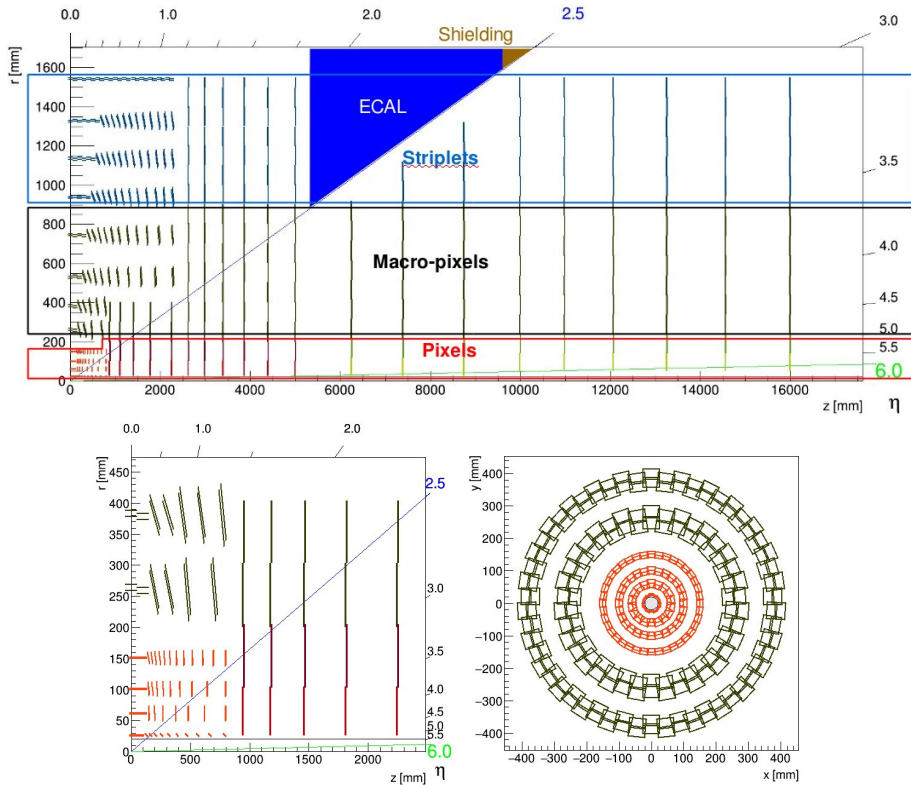 0.0 1.0 2.0 2.5 3.0
Shielding
r [mm]
1600
1400
1200
1000
800
600
400
200
0
ECAL
Striplets
Macro-pixels
Pixels
3.5
4.0
4.5
5.0
5.5
6.0
0 2000 4000 6000 8000 10000 12000 14000 16000
z [mm] η
0.0 1.0 2.0
r [mm]
450
400
350
300
250
200
150
100
50
0
2.5
3.0
3.5
4.0
5.0
5.5
6.0
0 500 1000 1500 2000
z [mm] η
y [mm]
400
300
200
100
0
−100
−200
−300
−400
−400 −300 −200 −100 0 100 200 300 400
x [mm]